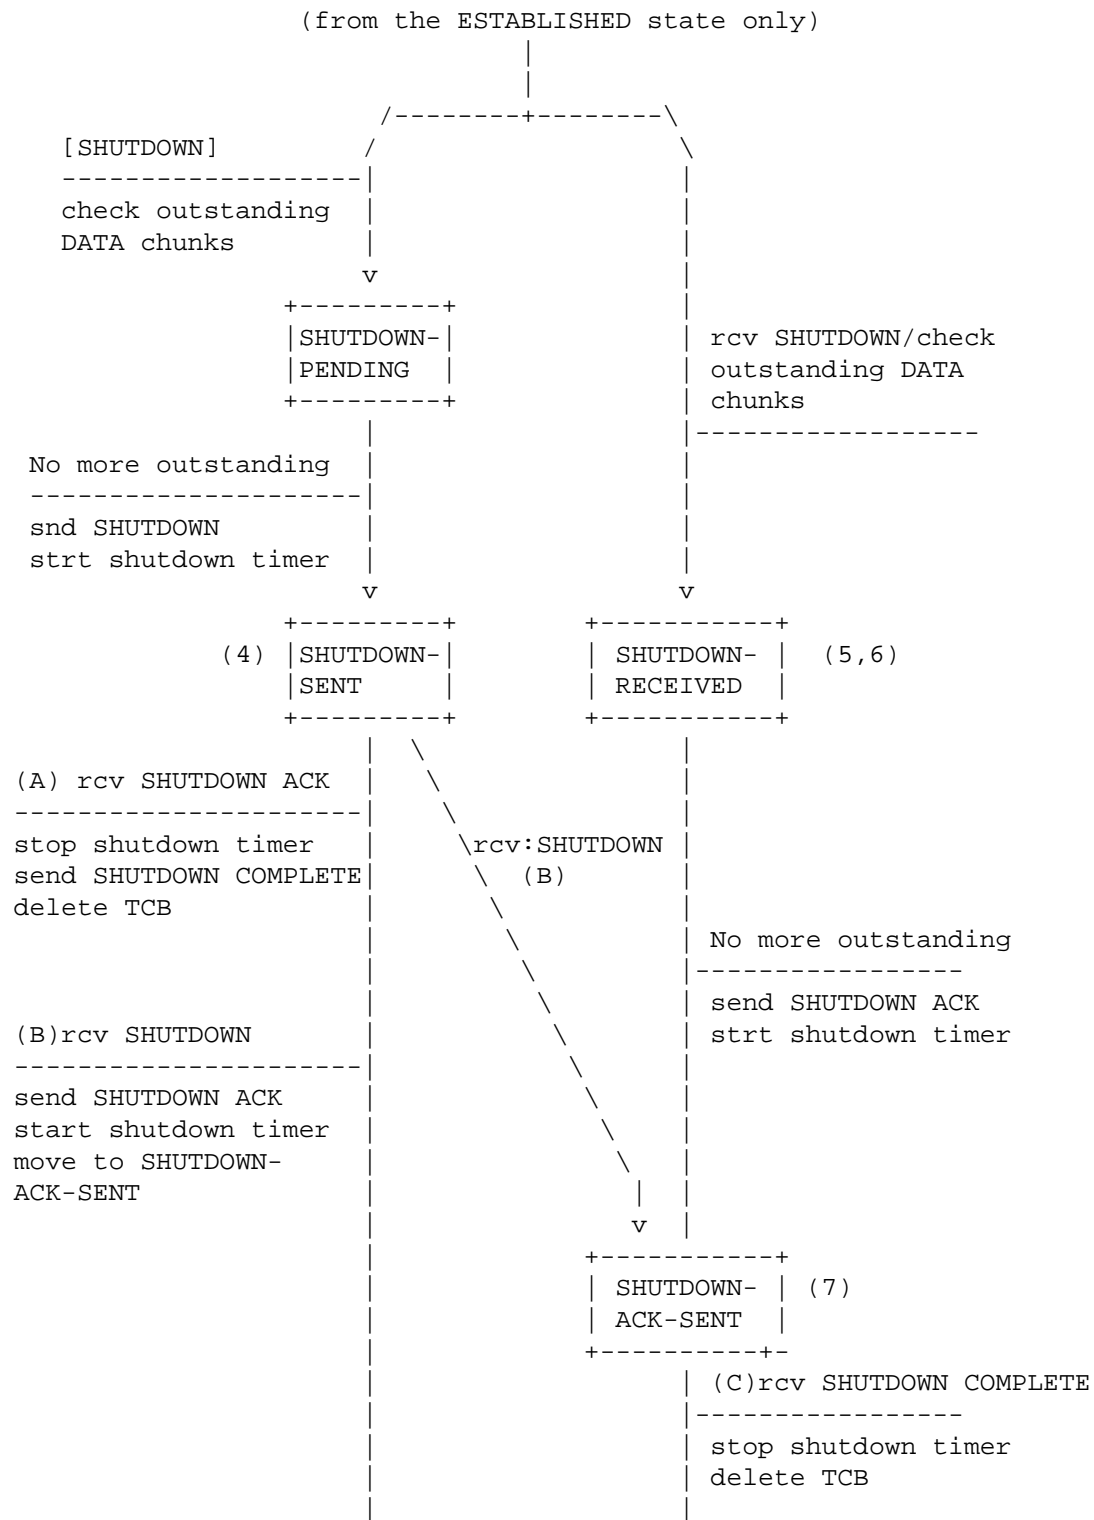 (from the ESTABLISHED state only)
                                |
                                |
                       /--------+--------\
   [SHUTDOWN]         /                   \
   -------------------|                   |
   check outstanding  |                   |
   DATA chunks        |                   |
                      v                   |
                 +---------+              |
                 |SHUTDOWN-|              | rcv SHUTDOWN/check
                 |PENDING  |              | outstanding DATA
                 +---------+              | chunks
                      |                   |------------------
 No more outstanding  |                   |
 ---------------------|                   |
 snd SHUTDOWN         |                   |
 strt shutdown timer  |                   |
                      v                   v
                 +---------+        +-----------+
             (4) |SHUTDOWN-|        | SHUTDOWN- |  (5,6)
                 |SENT     |        | RECEIVED  |
                 +---------+        +-----------+
                      |  \                |
(A) rcv SHUTDOWN ACK  |   \               |
----------------------|    \              |
stop shutdown timer   |     \rcv:SHUTDOWN |
send SHUTDOWN COMPLETE|      \  (B)       |
delete TCB            |       \           |
                      |        \          | No more outstanding
                      |         \         |-----------------
                      |          \        | send SHUTDOWN ACK
(B)rcv SHUTDOWN       |           \       | strt shutdown timer
----------------------|            \      |
send SHUTDOWN ACK     |             \     |
start shutdown timer  |              \    |
move to SHUTDOWN-     |               \   |
ACK-SENT              |                |  |
                      |                v  |
                      |             +-----------+
                      |             | SHUTDOWN- | (7)
                      |             | ACK-SENT  |
                      |             +----------+-
                      |                   | (C)rcv SHUTDOWN COMPLETE
                      |                   |-----------------
                      |                   | stop shutdown timer
                      |                   | delete TCB
                      |                   |